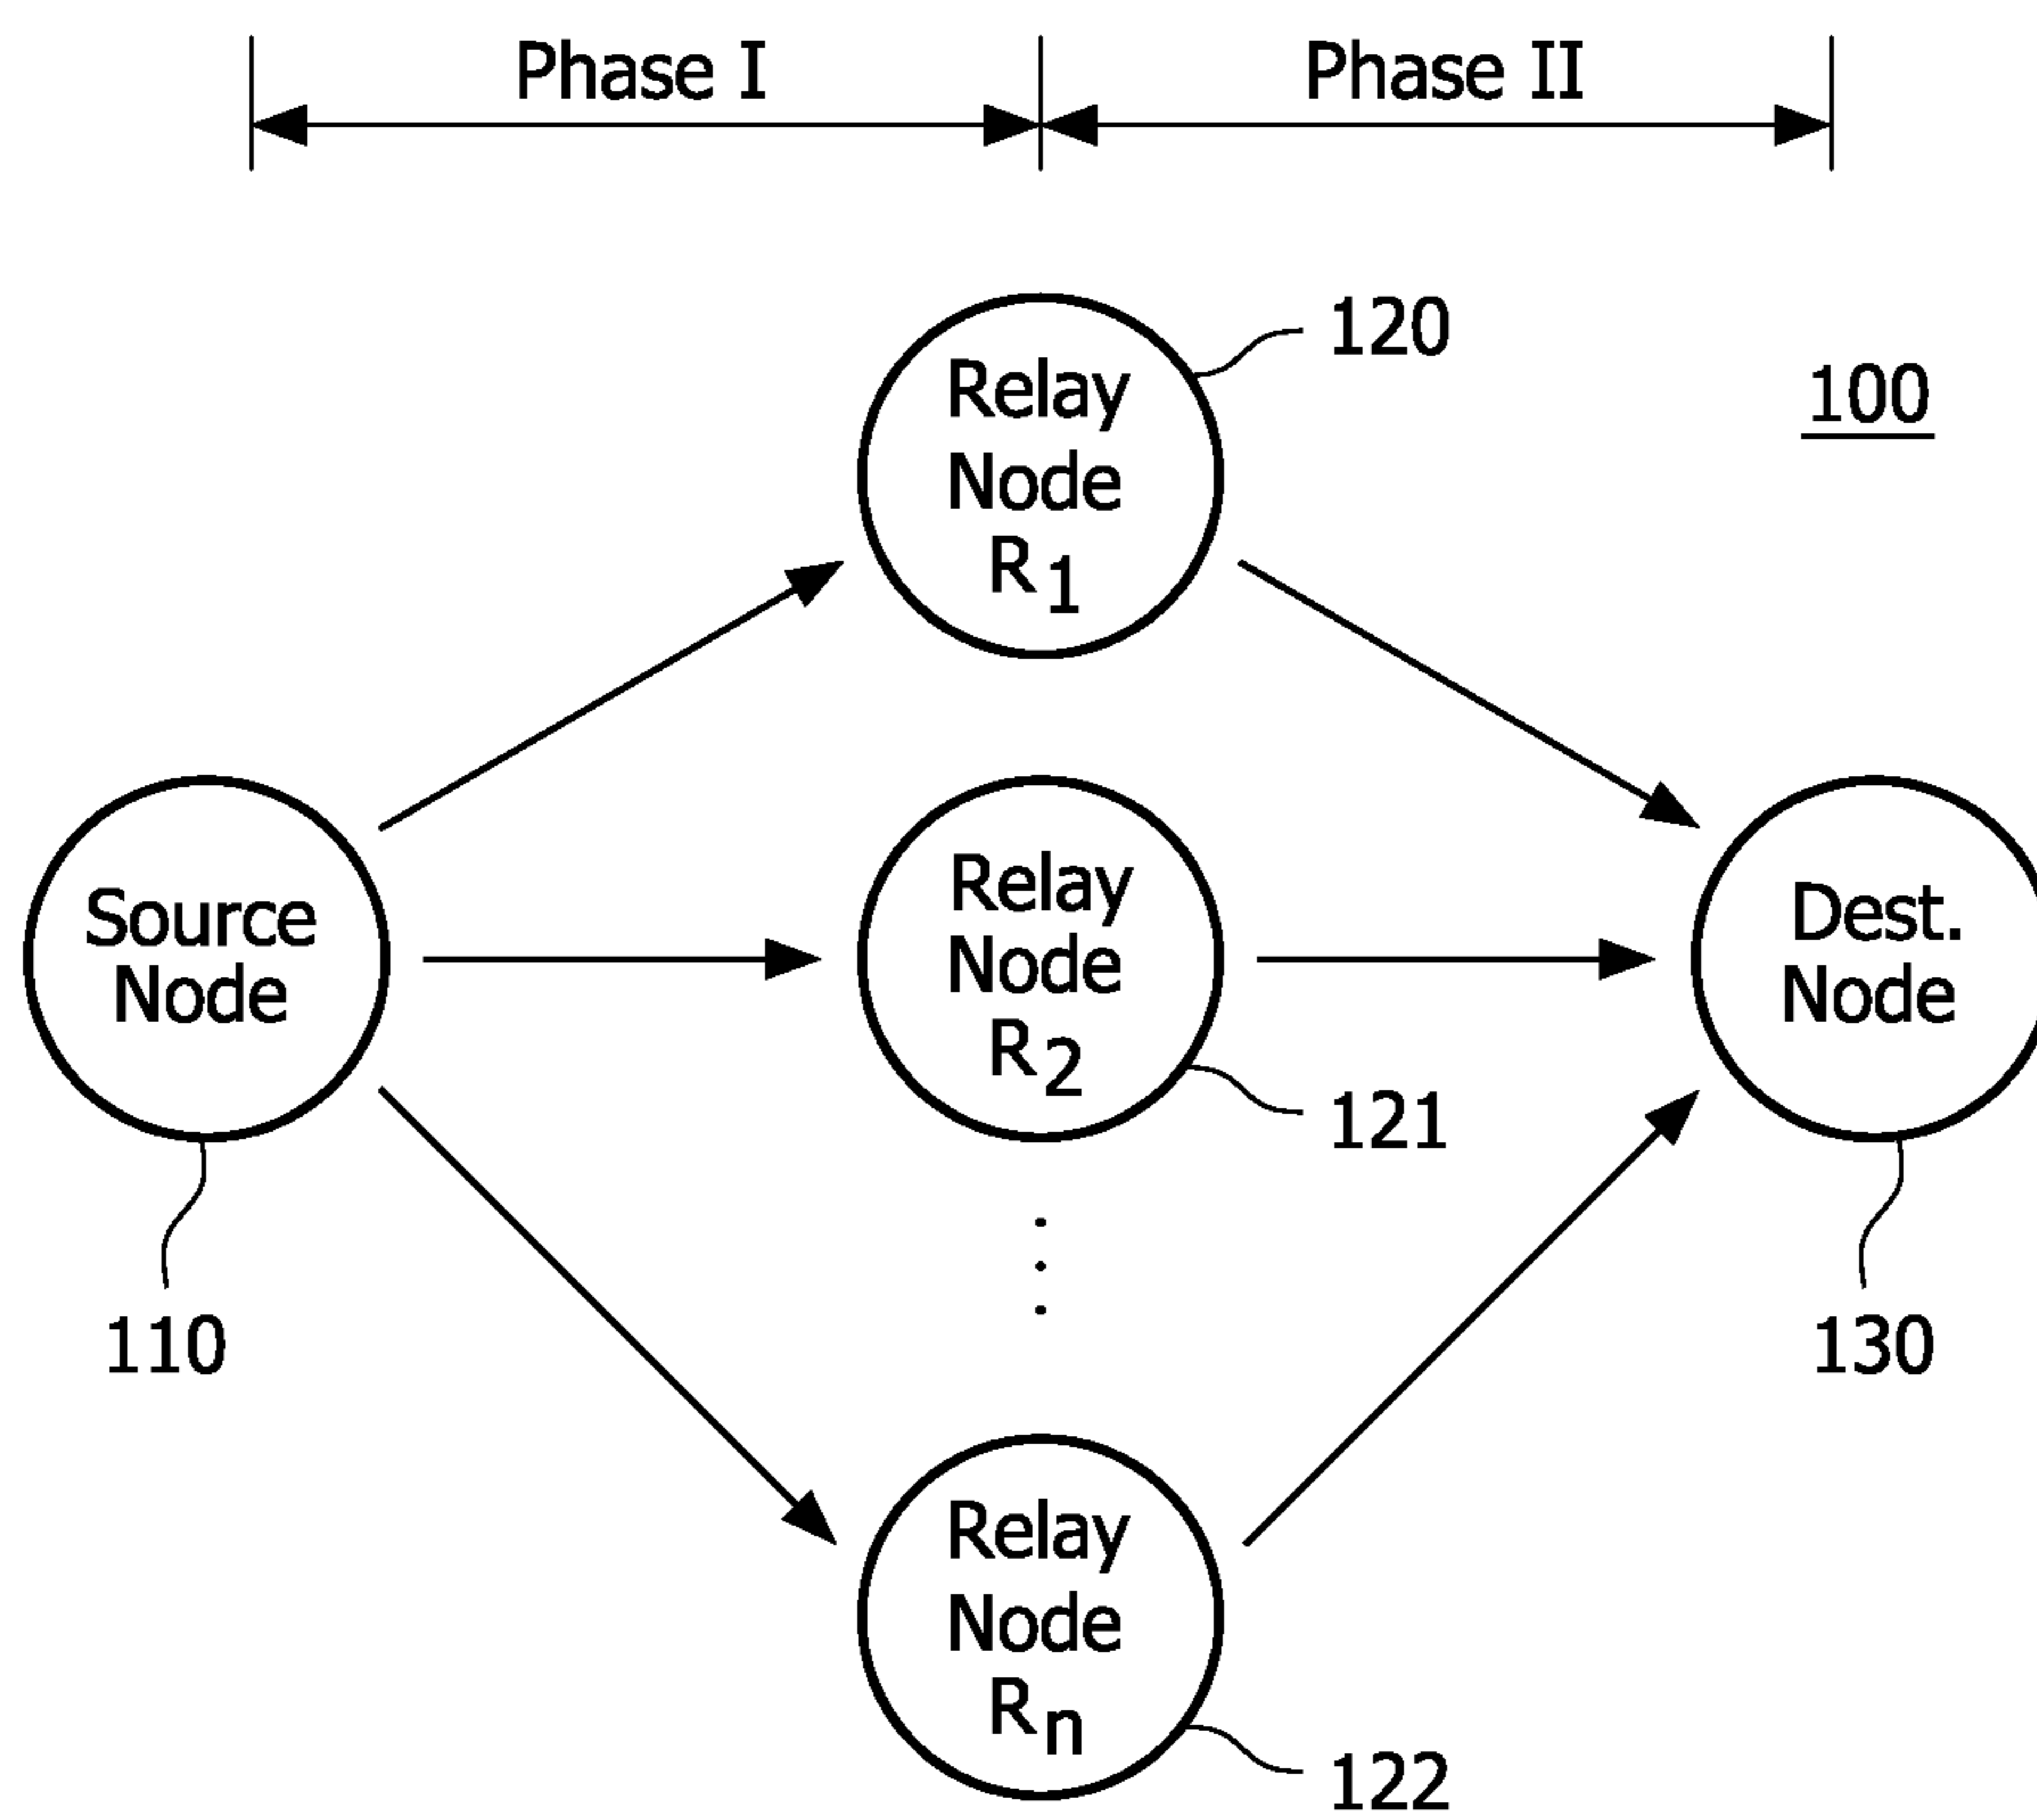 Phase I
Phase II
120
100
Relay
Node
R1
Source
Node
Relay
Node
R2
Dest.
Node
121
110
130
Relay
Node
Rn
122